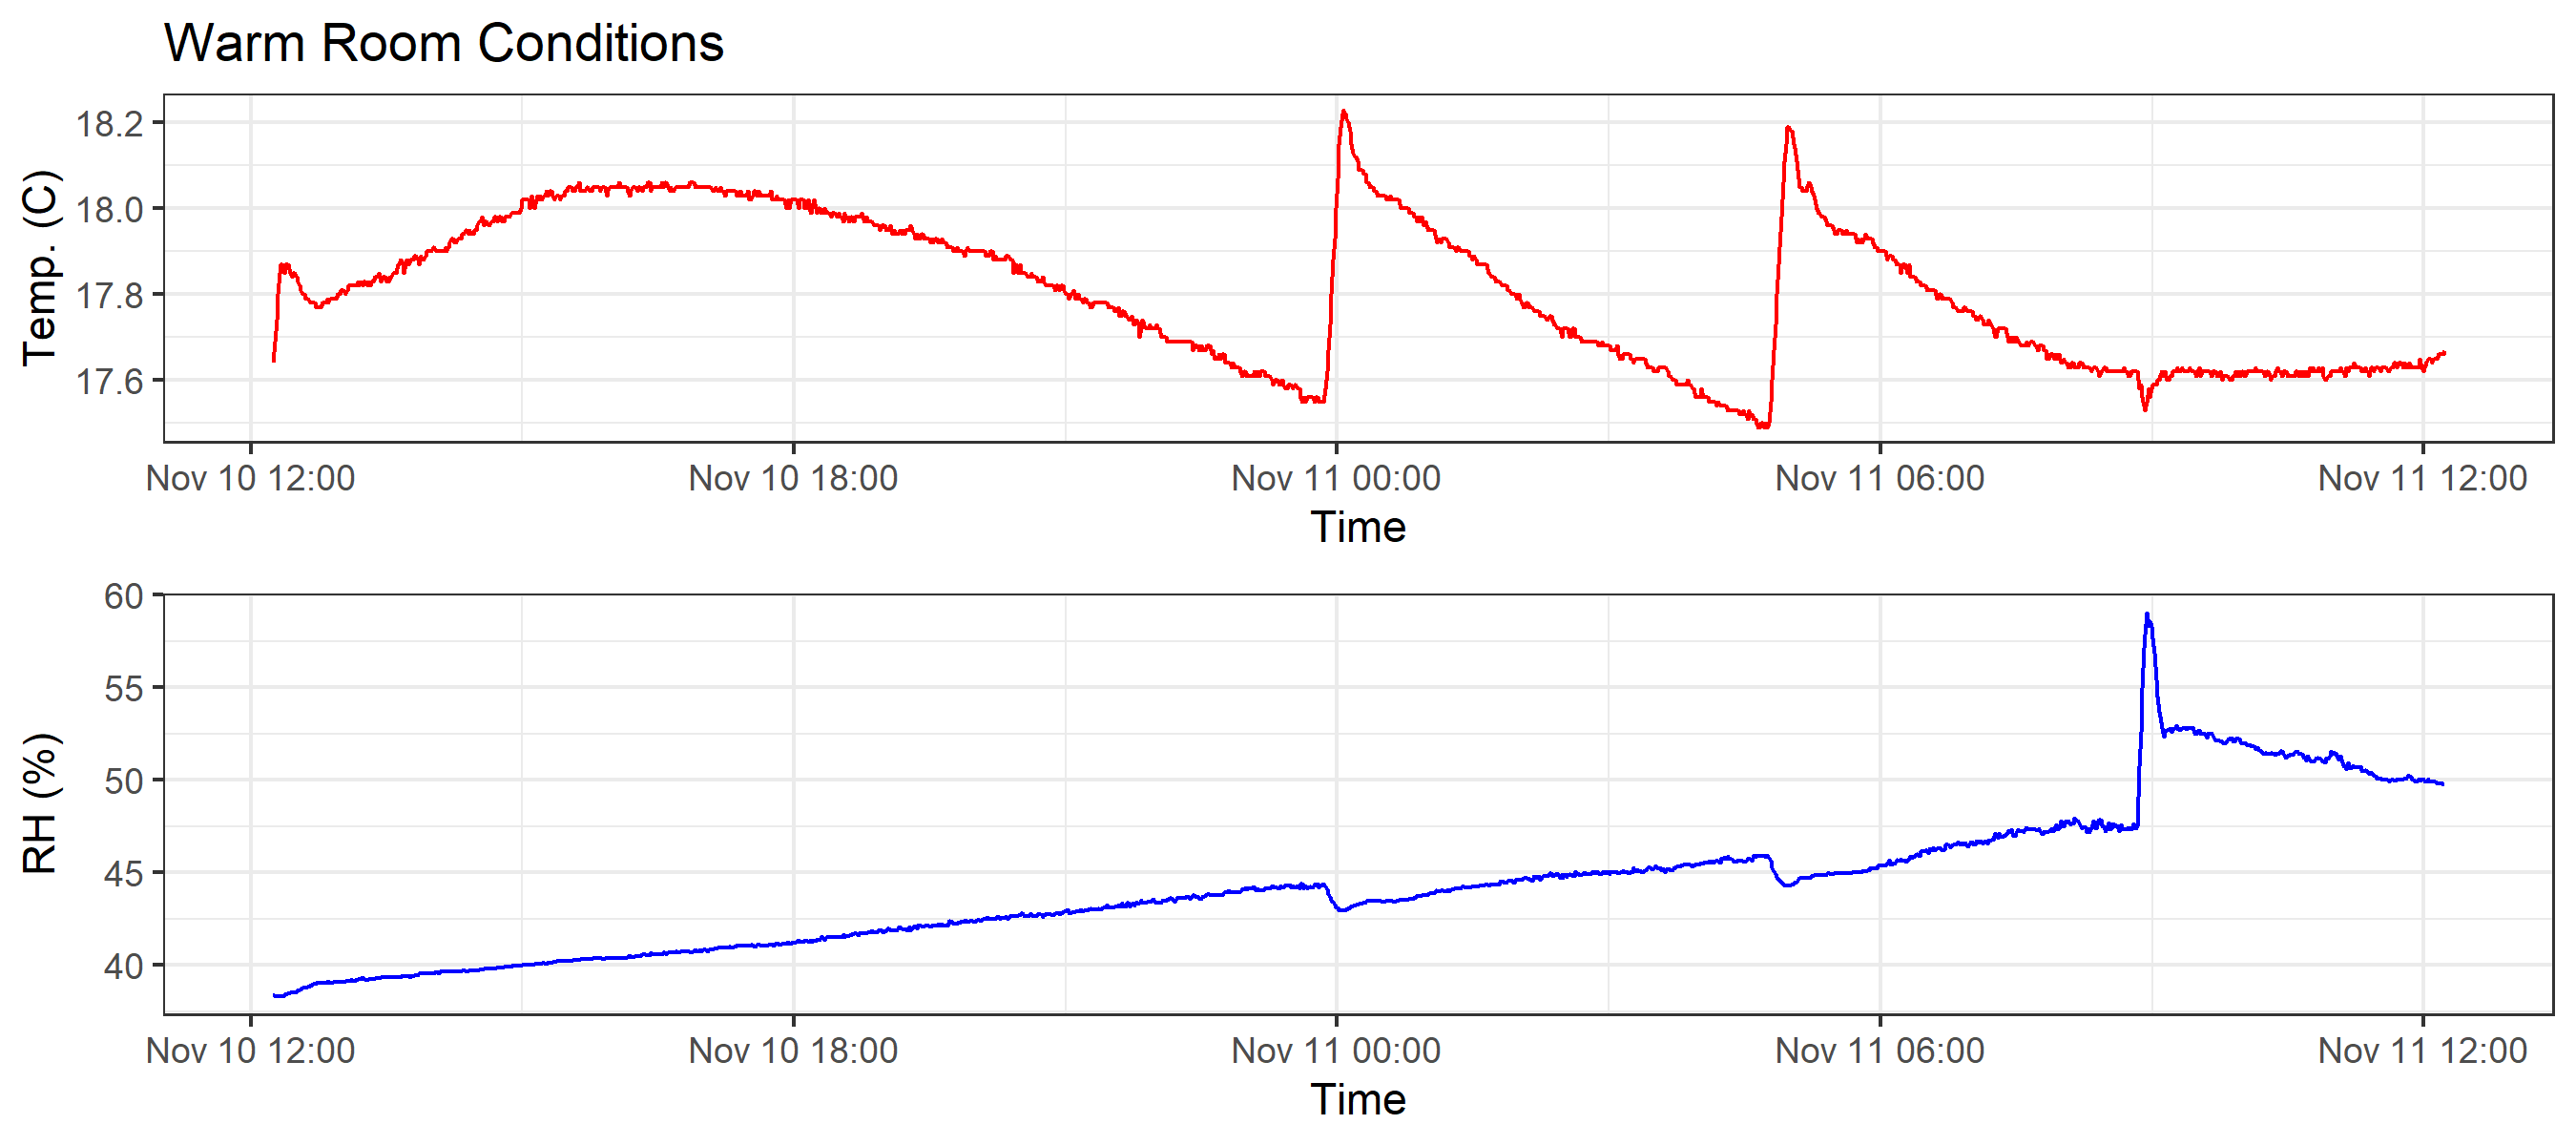 Warm Room Conditions
Temp. (C)
18.2
18.0
17.8
17.6
Nov 10 12:00 Nov 10 18:00 Nov 11 00:00 Nov 11 06:00 Nov 11 12:00
Time
RH (%)
60
55
50
45
40
Nov 10 12:00 Nov 10 18:00 Nov 11 00:00 Nov 11 06:00 Nov 11 12:00
Time